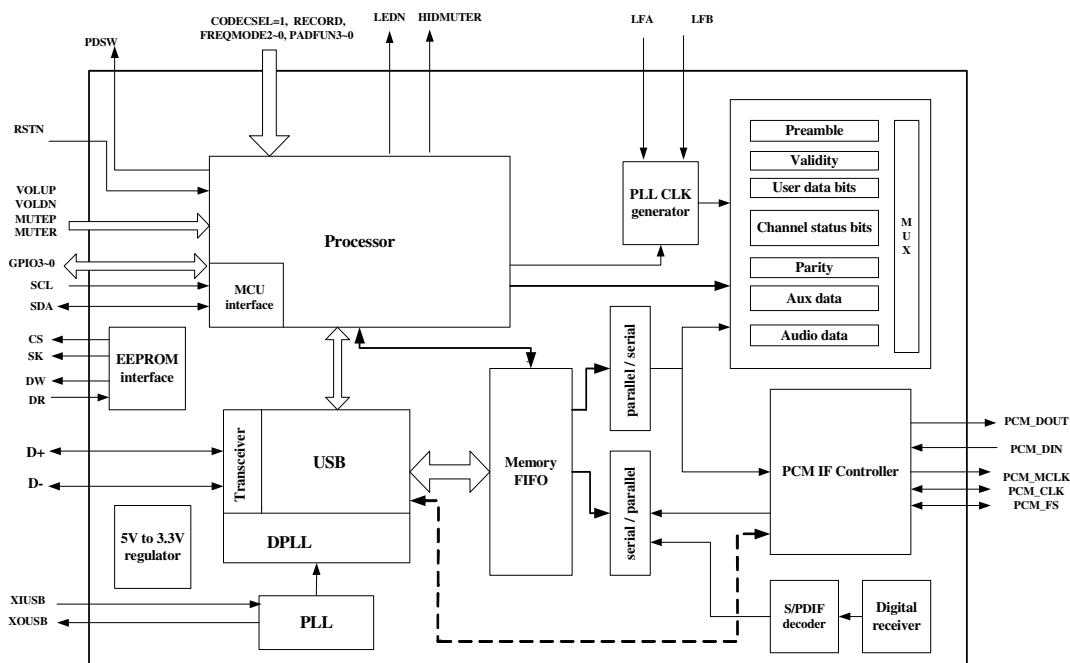 CODECSEL=1, RECORD,
FREQMODE2~0, PADFUN3~0
LEDN
HIDMUTER
LFA
LFB
PDSW
RSTN
VOLUP
VOLDN
MUTEP
MUTER
GPIO3~0
SCL
SDA
Processor
MCU
interface
PLL CLK
generator
Preamble
Validity
User data bits
Channel status bits
Parity
Aux data
Audio data
MUX
CS
SK
DW
DR
EEPROM
interface
parallel / serial
D+
D-
Transceiver
USB
DPLL
Memory
FIFO
serial / parallel
PCM IF Controller
PCM_DOUT
PCM_DIN
PCM_MCLK
PCM_CLK
PCM_FS
5V to 3.3V
regulator
XIUSB
XOUSB
PLL
S/PDIF
decoder
Digital
receiver